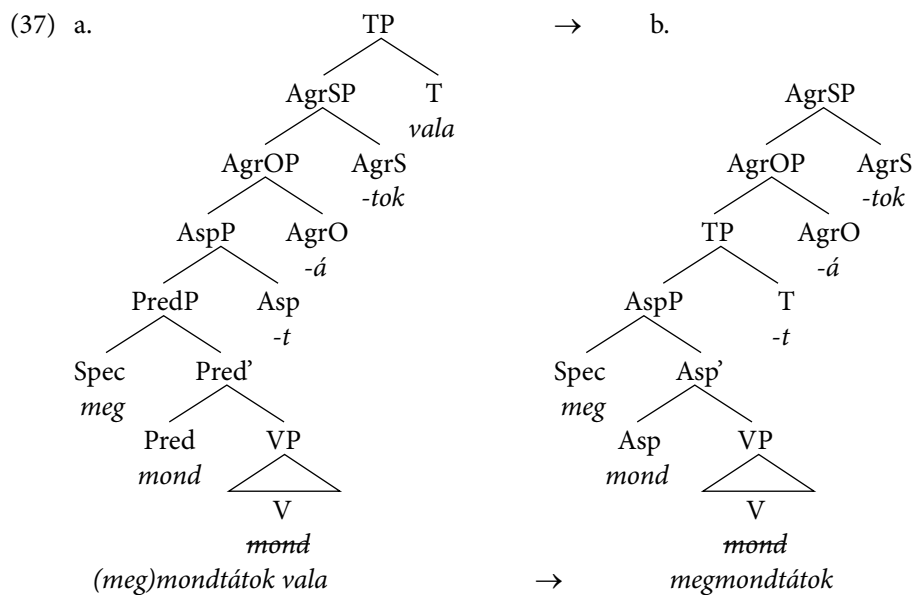 (37) a. TP → b.
AgrSP T AgrSP
vala
AgrOP AgrS AgrOP AgrS
-tok -tok
AspP AgrO TP AgrO
-á -á
PredP Asp AspP T
-t -t
Spec Pred’ Spec Asp’
meg meg
Pred VP Asp VP
mond mond
V V
mond mond
(meg)mondtátok vala → megmondtátok